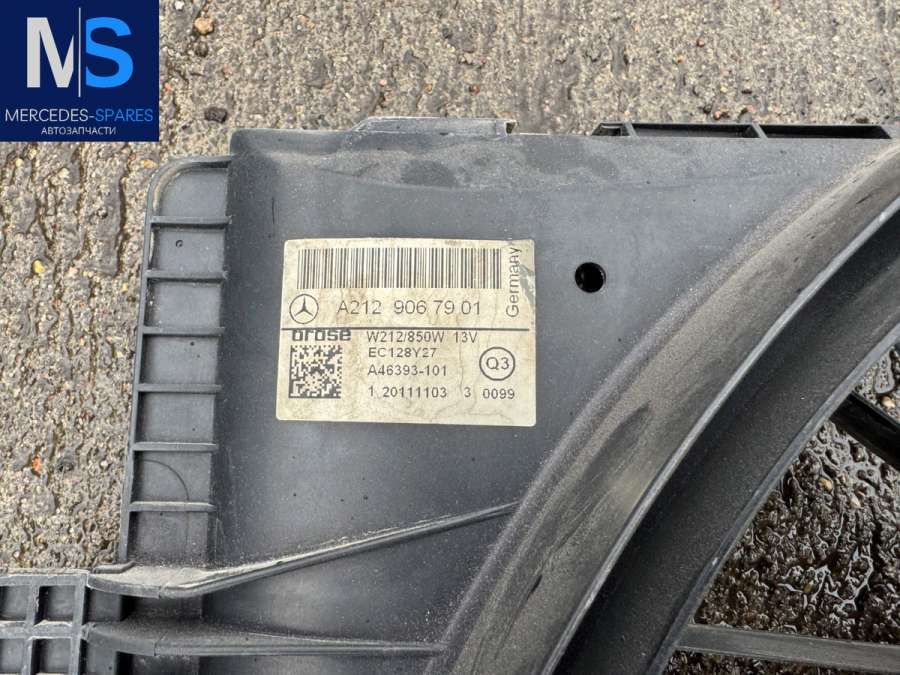 MS
MERCEDES-SPARES
АВТОЗАПЧАСТИ
Germany
A212 906 79 01
brose
W212/850W 13V
EC128Y27
A46393-101
Q3
1 20111103 3 0099